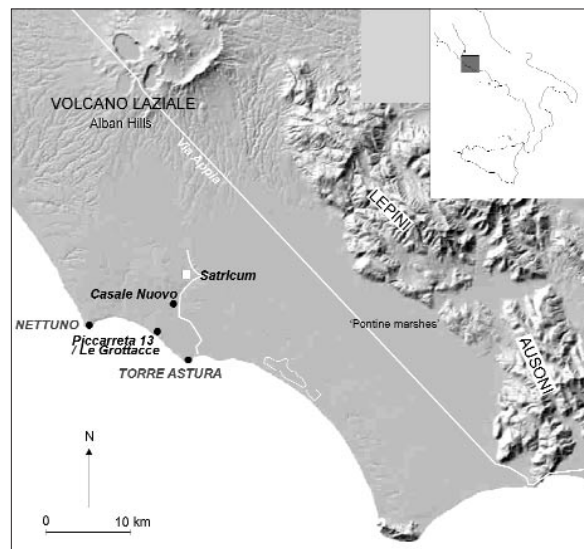 VOLCANO LAZIALE
Alban Hills
Via Appia
LEPINI
Satricum
Casale Nuovo
NETTUNO
Piccarreta 13
/ Le Grottacce
TORRE ASTURA
'Pontine marshes'
AUSONI
N
0 10 km